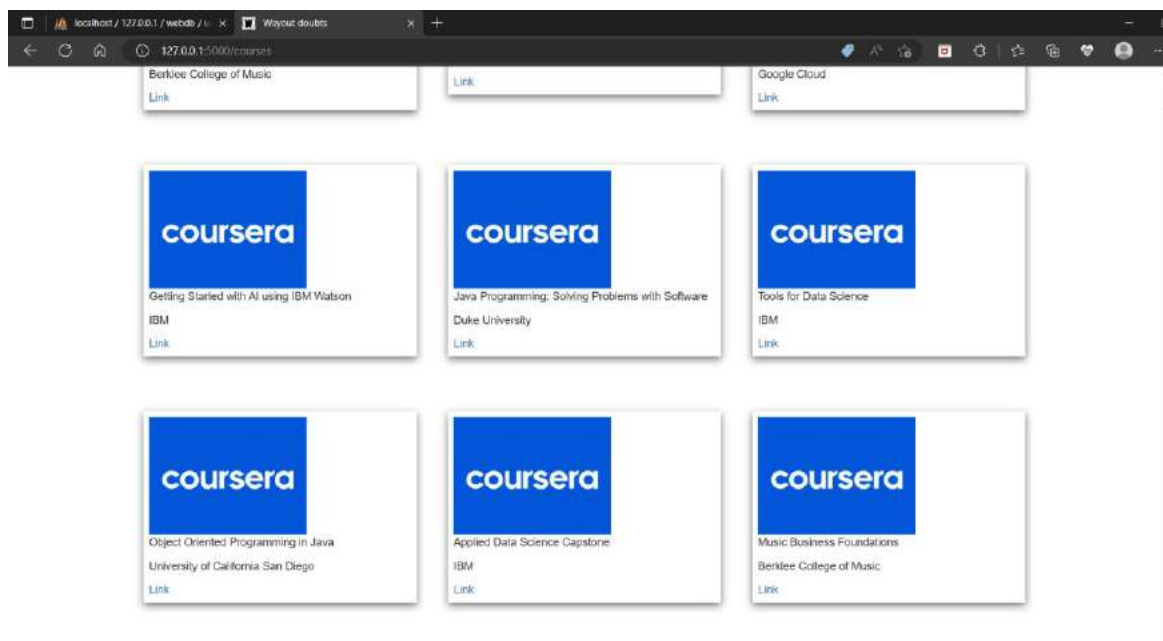 localhost / 127.0.0.1 / webdb / u
Wayout doubts
127.0.0.1:5000/courses
Berklee College of Music
Link
Link
Google Cloud
Link
coursera
coursera
coursera
Getting Started with AI using IBM Watson
Java Programming: Solving Problems with Software
Tools for Data Science
IBM
Duke University
IBM
Link
Link
Link
coursera
coursera
coursera
Object Oriented Programming in Java
Applied Data Science Capstone
Music Business Foundations
University of California San Diego
IBM
Berklee College of Music
Link
Link
Link